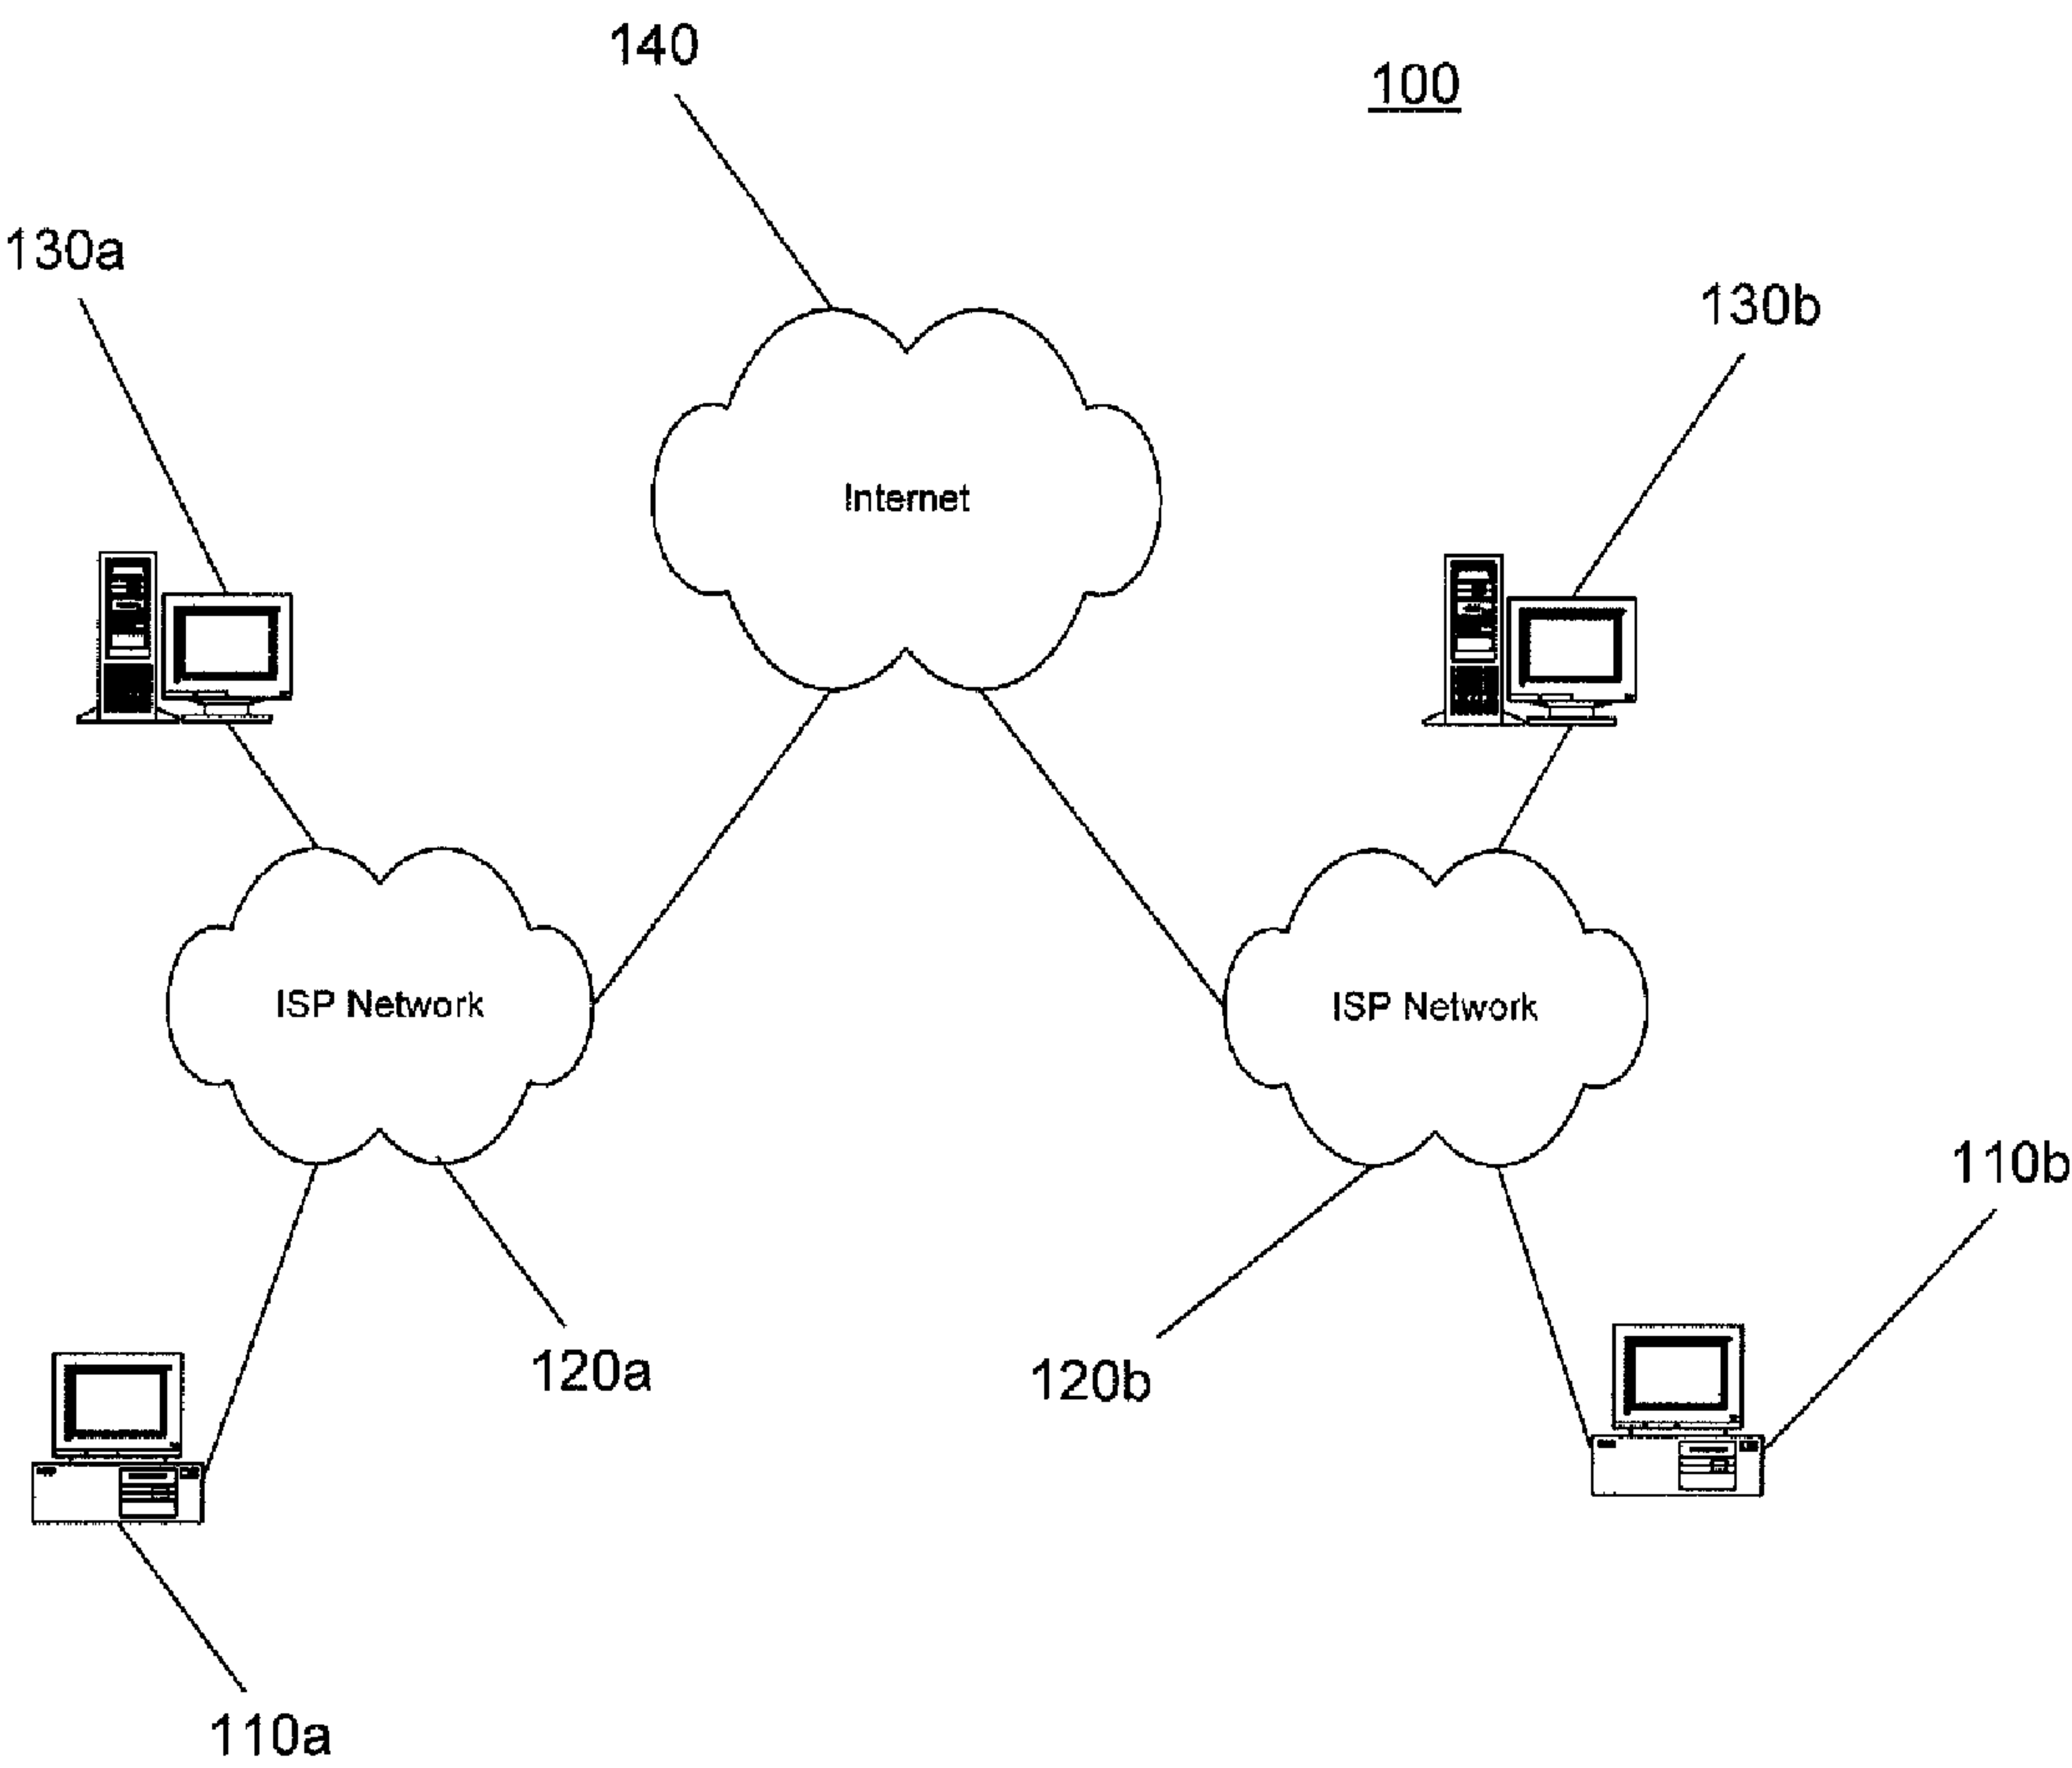 140
100
130a
130b
Internet
ISP Network
ISP Network
110b
120a
120b
110a